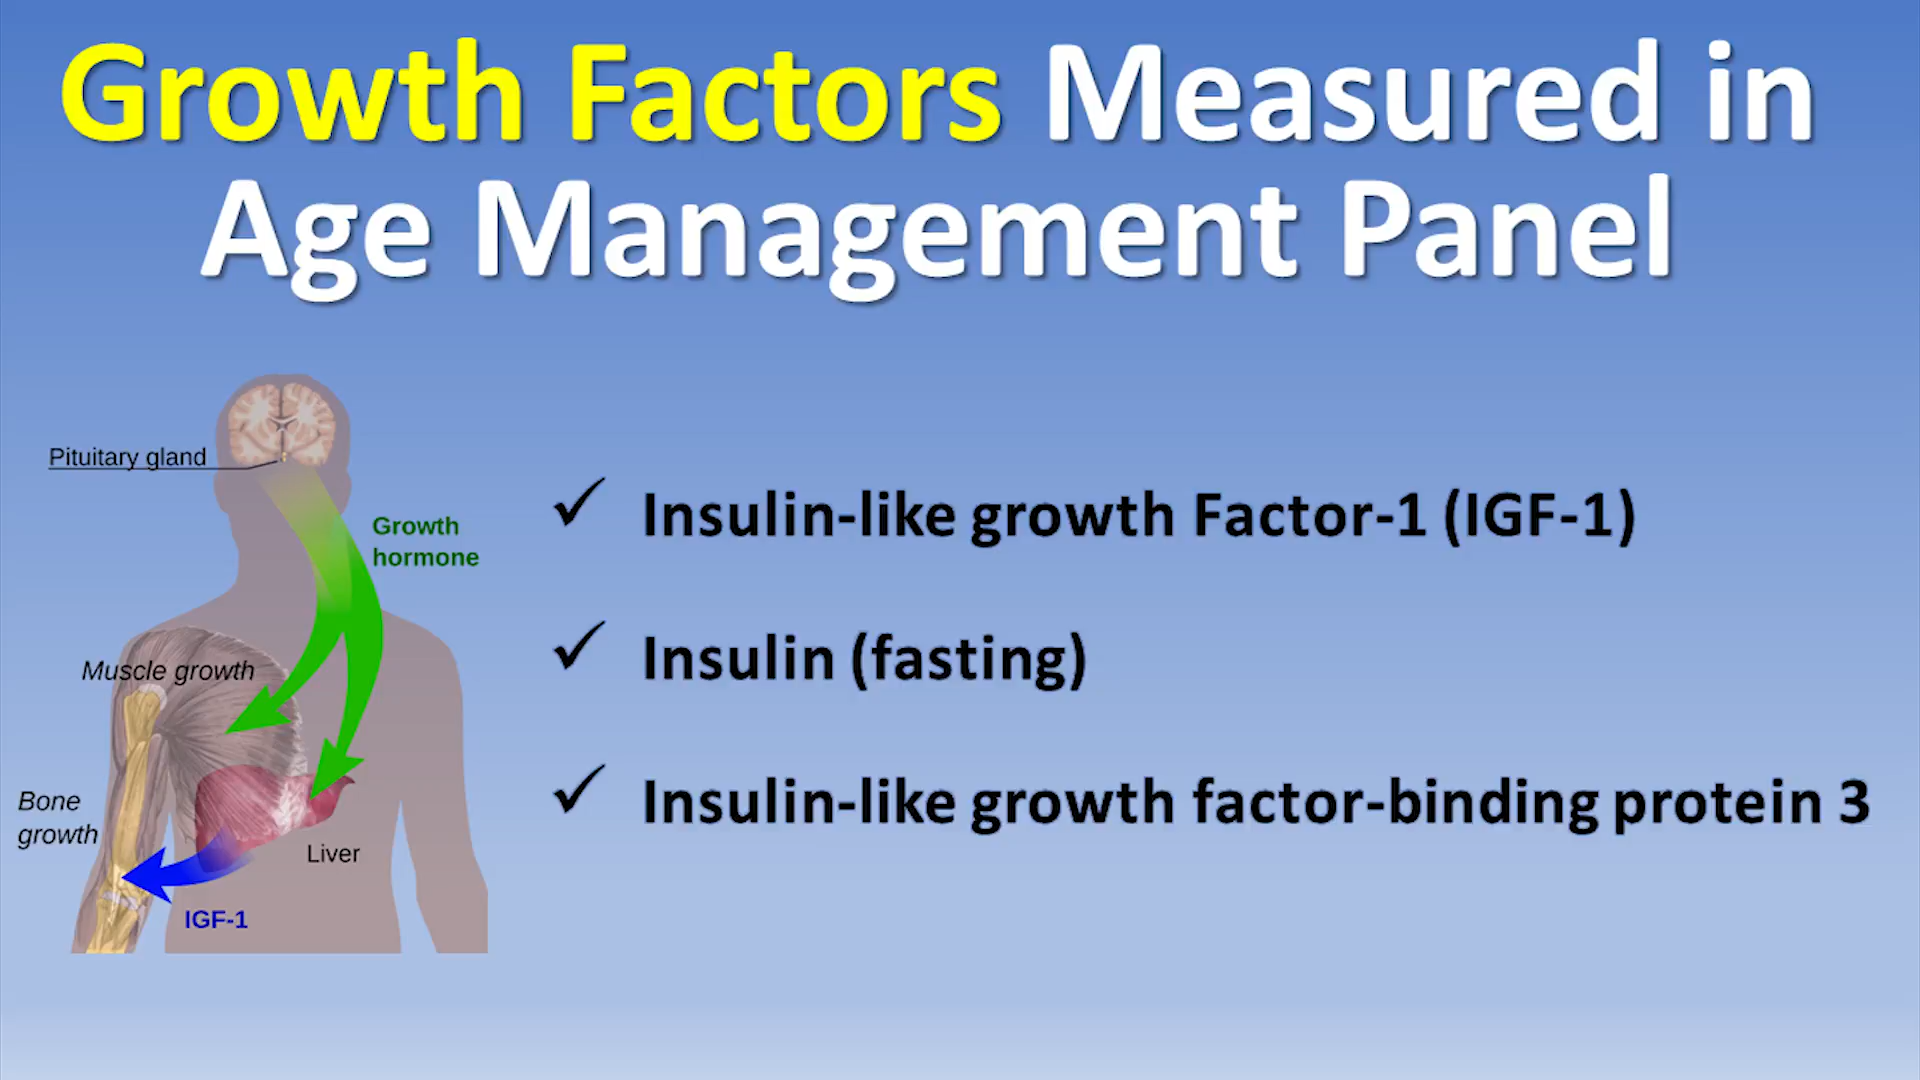 Growth Factors Measured in
Age Management Panel
Pituitary gland
Growth
hormone
Muscle growth
Bone
growth
Liver
IGF-1
✓ Insulin-like growth Factor-1 (IGF-1)
✓ Insulin (fasting)
✓ Insulin-like growth factor-binding protein 3